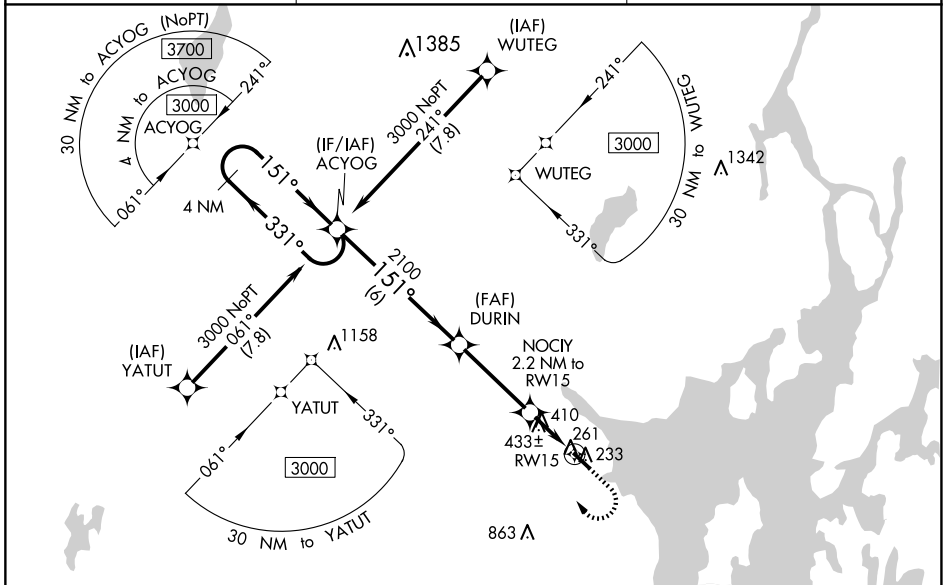 30 NM to ACYOG (NoPT)
3700
4 NM to ACYOG
3000
ACYOG
241°
061°
1385
(IAF)
WUTEG
3000 NoPT
241°
(7.8)
(IF/IAF)
ACYOG
151°
4 NM
331°
241°
30 NM to WUTEG
3000
WUTEG
331°
1342
2100
151°
(6)
3000 NoPT
061°
(7.8)
(IAF)
YATUT
1158
(FAF)
DURIN
NOCIY
2.2 NM to
RW15
410
433±
261
RW15
233
YATUT
331°
061°
3000
30 NM to YATUT
863